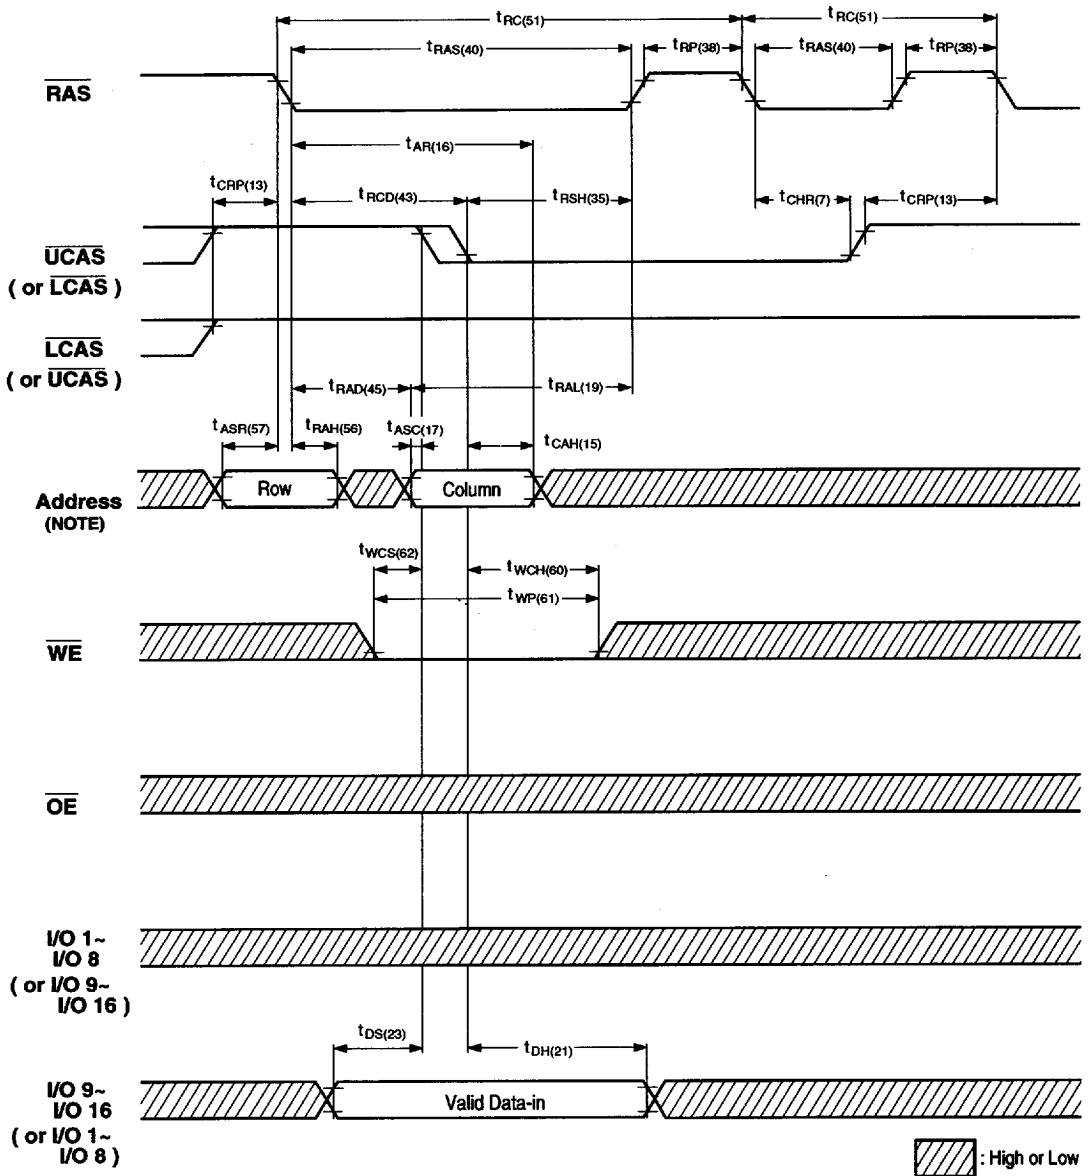 tRC(51) tRC(51)
tRAS(40) tRP(38) tRAS(40) tRP(38)
RAS
tAR(16)
tCRP(13) tRCD(43) tRSH(35) tCHR(7) tCRP(13)
UCAS
( or LCAS )
LCAS
( or UCAS )
tRAD(45) tRAL(19)
tASR(57) tRAH(56) tASC(17) tCAH(15)
Address
(NOTE)
Row Column
tWCS(62) tWCH(60)
tWP(61)
WE
OE
I/O 1~
I/O 8
( or I/O 9~
I/O 16 )
tDS(23) tDH(21)
I/O 9~
I/O 16
( or I/O 1~
I/O 8 )
Valid Data-in
: High or Low